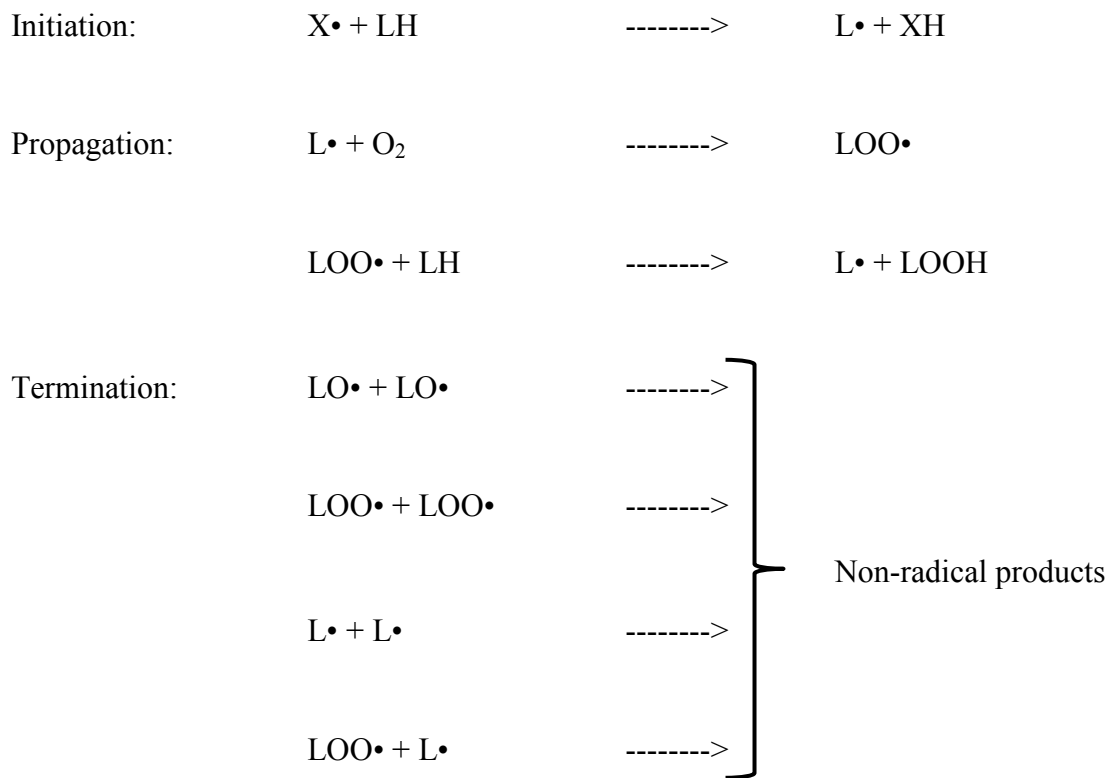 Initiation: X• + LH --------> L• + XH
Propagation: L• + O₂ --------> LOO•
LOO• + LH --------> L• + LOOH
Termination: LO• + LO• -------->
LOO• + LOO• -------->
Non-radical products
L• + L• -------->
LOO• + L• -------->